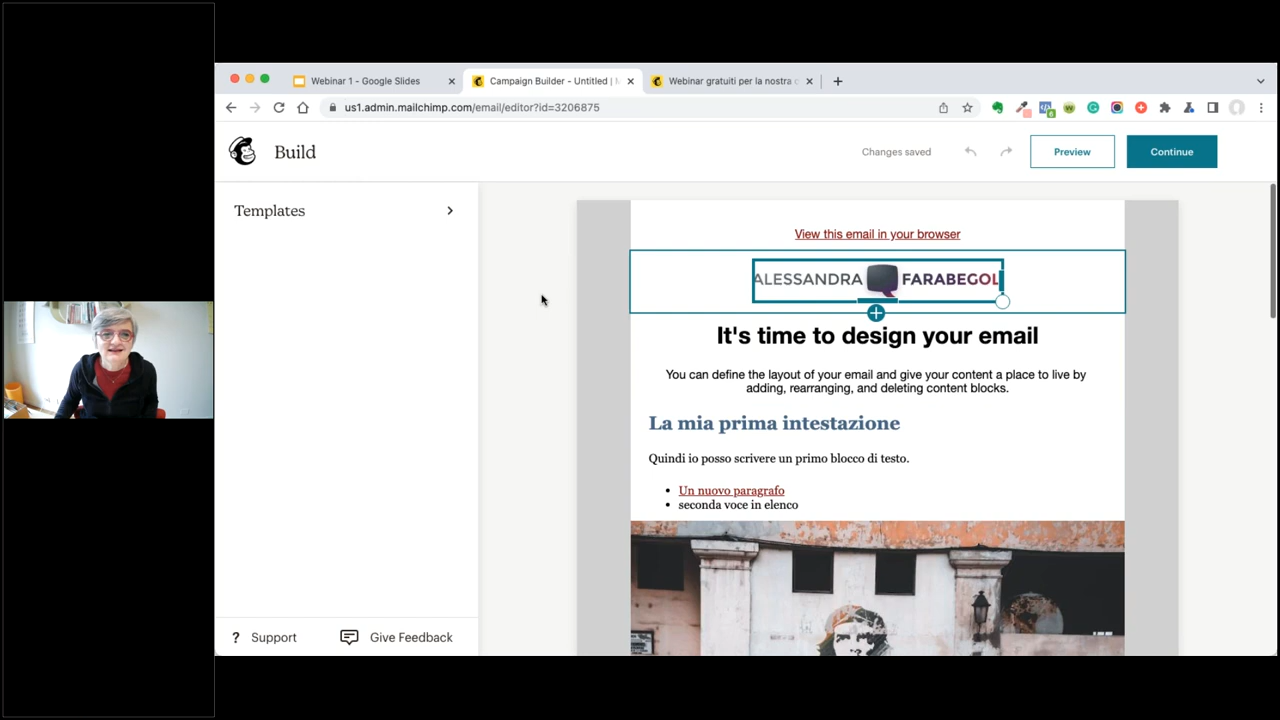 Webinar 1 - Google Slides
Campaign Builder - Untitled |
Webinar gratuiti per la nostra
us1.admin.mailchimp.com/email/editor?id=3206875
Build
Changes saved
Preview
Continue
Templates
View this email in your browser
ALESSANDRA FARABEGOL
It's time to design your email
You can define the layout of your email and give your content a place to live by
adding, rearranging, and deleting content blocks.
La mia prima intestazione
Quindi io posso scrivere un primo blocco di testo.
Un nuovo paragrafo
seconda voce in elenco
? Support
Give Feedback